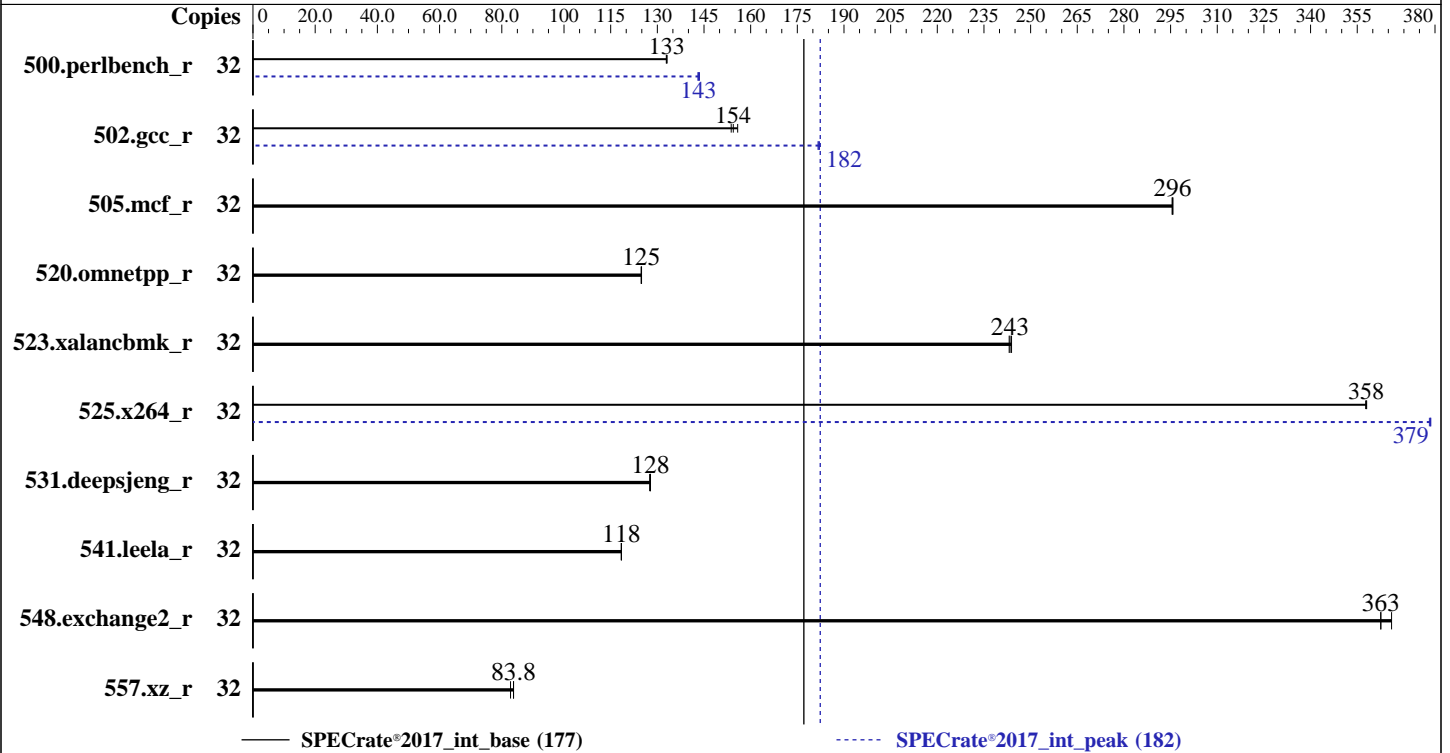 Copies 0 20.0 40.0 60.0 80.0 100 115 130 145 160 175 190 205 220 235 250 265 280 295 310 325 340 355 380
133
500.perlbench_r 32
143
154
502.gcc_r 32
182
296
505.mcf_r 32
125
520.omnetpp_r 32
243
523.xalancbmk_r 32
358
525.x264_r 32
379
128
531.deepsjeng_r 32
118
541.leela_r 32
363
548.exchange2_r 32
83.8
557.xz_r 32
SPECrate®2017_int_base (177) SPECrate®2017_int_peak (182)